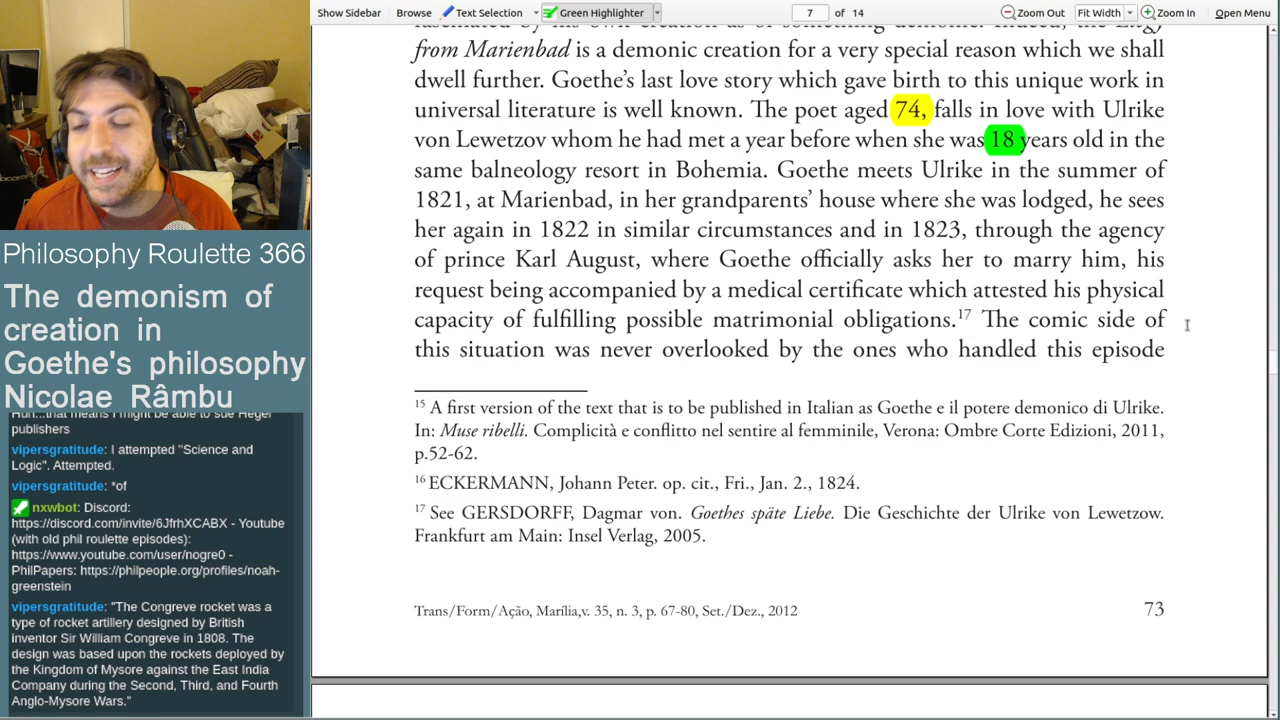 Show Sidebar Browse Text Selection Green Highlighter 7 of 14 Zoom Out Fit Width Zoom In Open Menu
from Marienbad is a demonic creation for a very special reason which we shall
dwell further. Goethe's last love story which gave birth to this unique work in
universal literature is well known. The poet aged 74, falls in love with Ulrike
von Lewetzov whom he had met a year before when she was 18 years old in the
same balneology resort in Bohemia. Goethe meets Ulrike in the summer of
1821, at Marienbad, in her grandparents' house where she was lodged, he sees
her again in 1822 in similar circumstances and in 1823, through the agency
of prince Karl August, where Goethe officially asks her to marry him, his
request being accompanied by a medical certificate which attested his physical
capacity of fulfilling possible matrimonial obligations.17 The comic side of
this situation was never overlooked by the ones who handled this episode
15 A first version of the text that is to be published in Italian as Goethe e il potere demonico di Ulrike.
In: Muse ribelli. Complicità e conflitto nel sentire al femminile, Verona: Ombre Corte Edizioni, 2011,
p.52-62.
16 ECKERMANN, Johann Peter. op. cit., Fri., Jan. 2., 1824.
17 See GERSDORFF, Dagmar von. Goethes späte Liebe. Die Geschichte der Ulrike von Lewetzow.
Frankfurt am Main: Insel Verlag, 2005.
Trans/Form/Ação, Marília,v. 35, n. 3, p. 67-80, Set./Dez., 2012 73
Philosophy Roulette 366
The demonism of
creation in
Goethe's philosophy
Nicolae Râmbu
Huh...that means I might be able to sue Hegel
publishers
vipersgratitude: I attempted "Science and
Logic". Attempted.
vipersgratitude: *of
nxwbot: Discord:
https://discord.com/invite/6JfrhXCABX - Youtube
(with old phil roulette episodes):
https://www.youtube.com/user/nogre0 -
PhilPapers: https://philpeople.org/profiles/noah-
greenstein
vipersgratitude: "The Congreve rocket was a
type of rocket artillery designed by British
inventor Sir William Congreve in 1808. The
design was based upon the rockets deployed by
the Kingdom of Mysore against the East India
Company during the Second, Third, and Fourth
Anglo-Mysore Wars."